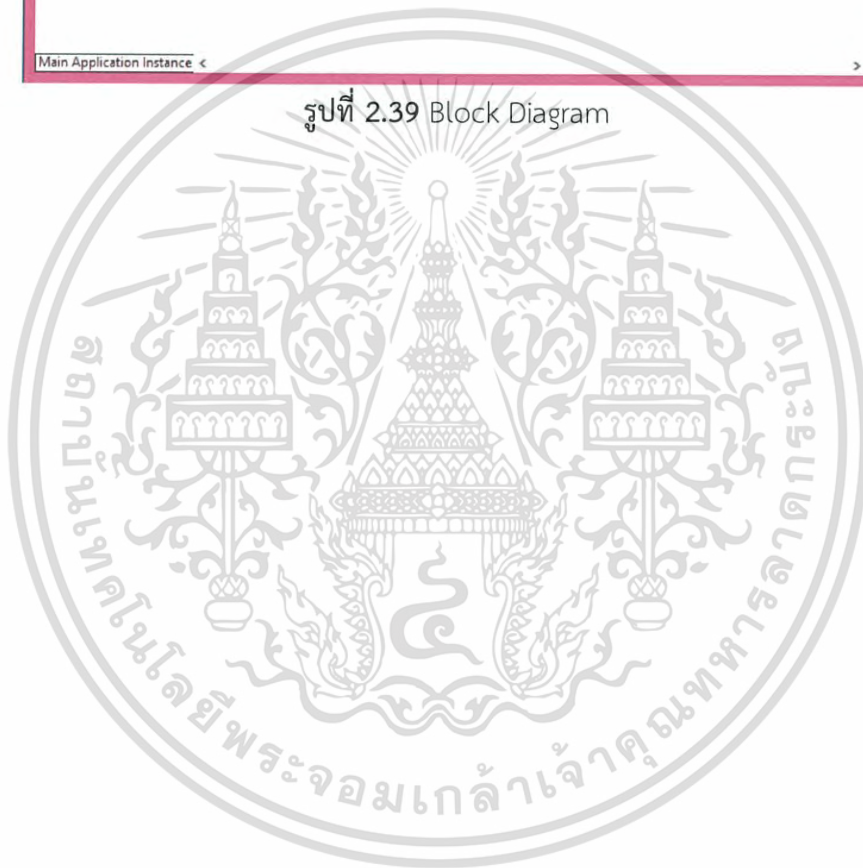 Main Application Instance <
>
รูปที่ 2.39 Block Diagram
สถาบันเทคโนโลยีพระจอมเกล้าเจ้าคุณทหารลาดกระบัง
๔